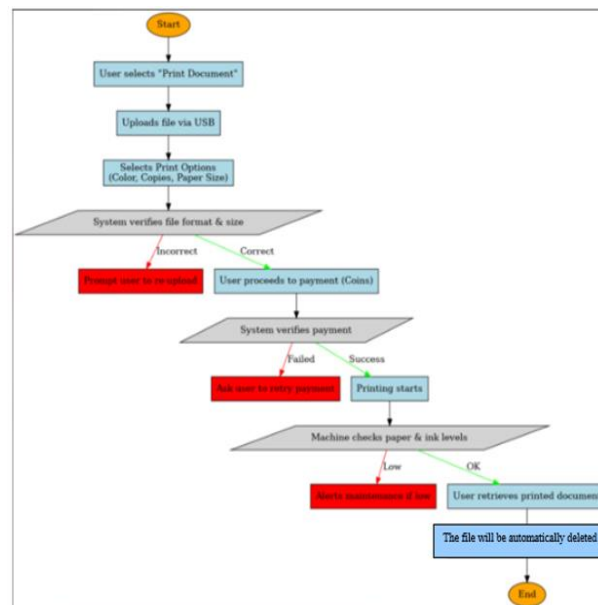 Start
User selects "Print Document"
Uploads file via USB
Selects Print Options
(Color, Copies, Paper Size)
System verifies file format & size
Incorrect
Correct
Prompt user to re-upload
User proceeds to payment (Coins)
System verifies payment
Failed
Success
Ask user to retry payment
Printing starts
Machine checks paper & ink levels
Low
OK
Alerts maintenance if low
User retrieves printed document
The file will be automatically deleted
End